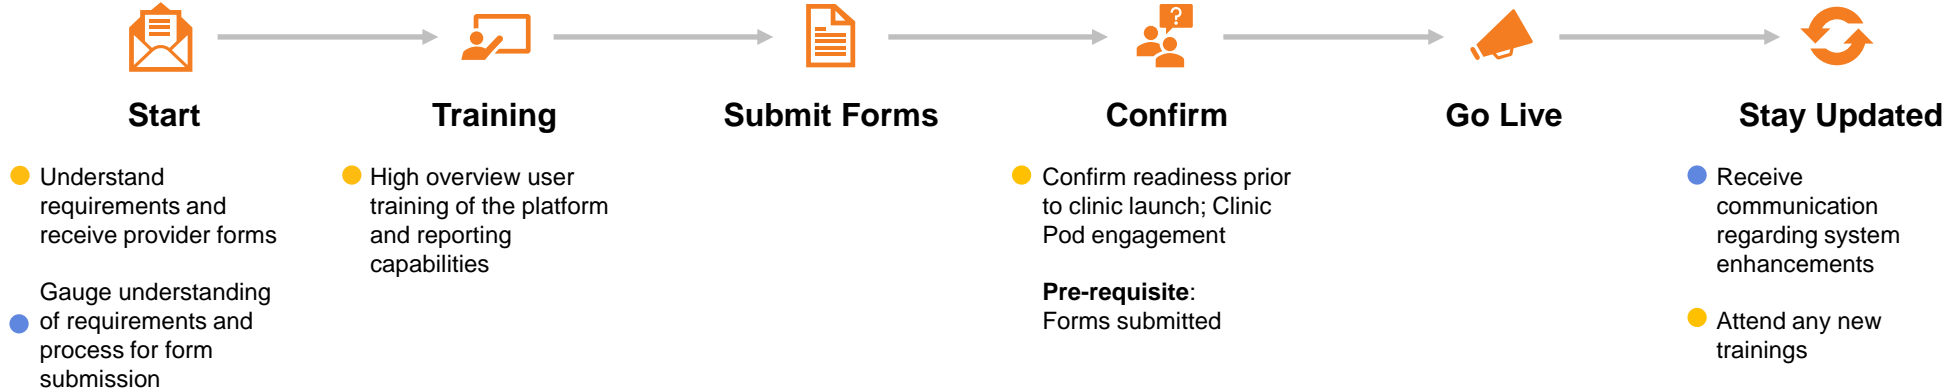 ?
Start
Training
Submit Forms
Confirm
Go Live
Stay Updated
Understand
requirements and
receive provider forms
Gauge understanding
of requirements and
process for form
submission
High overview user
training of the platform
and reporting
capabilities
Confirm readiness prior
to clinic launch; Clinic
Pod engagement
Pre-requisite:
Forms submitted
Receive
communication
regarding system
enhancements
Attend any new
trainings